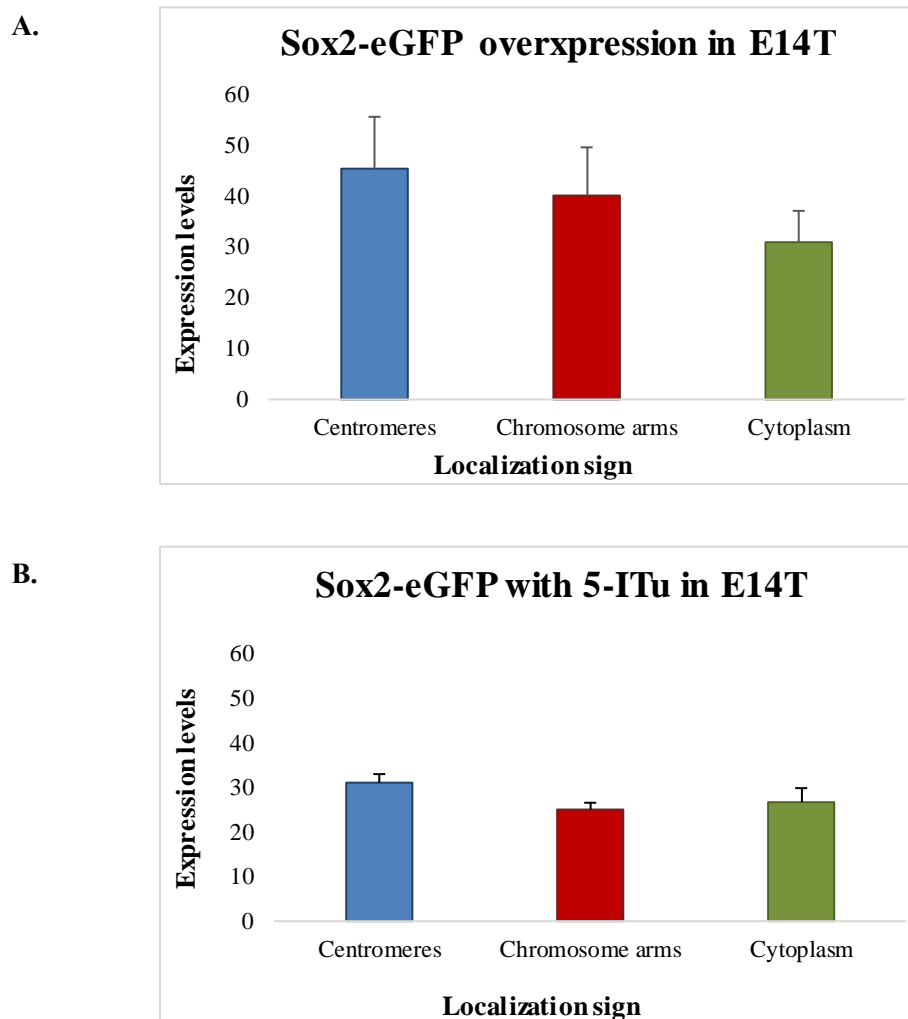 A.
Sox2-eGFP overxpression in E14T
60
50
40
30
20
10
0
Expression levels
Centromeres Chromosome arms Cytoplasm
Localization sign
B.
Sox2-eGFP with 5-ITu in E14T
60
50
40
30
20
10
0
Expression levels
Centromeres Chromosome arms Cytoplasm
Localization sign